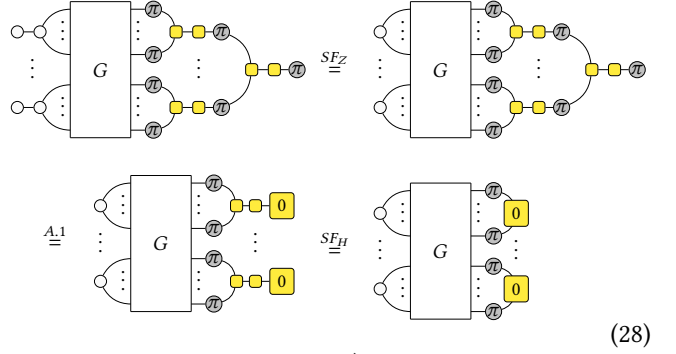 π π
π SF_Z π
⋮ ⋮ G ⋮ π ⋮ π = ⋮ ⋮ G ⋮ π ⋮ π
π π
⋮ ⋮ π ⋮ ⋮ π
π π
π π
A.1 0 SF_H 0
= ⋮ ⋮ G ⋮ π ⋮ = ⋮ ⋮ G ⋮ π ⋮
π 0 π 0
⋮ ⋮ π ⋮ ⋮ π
(28)